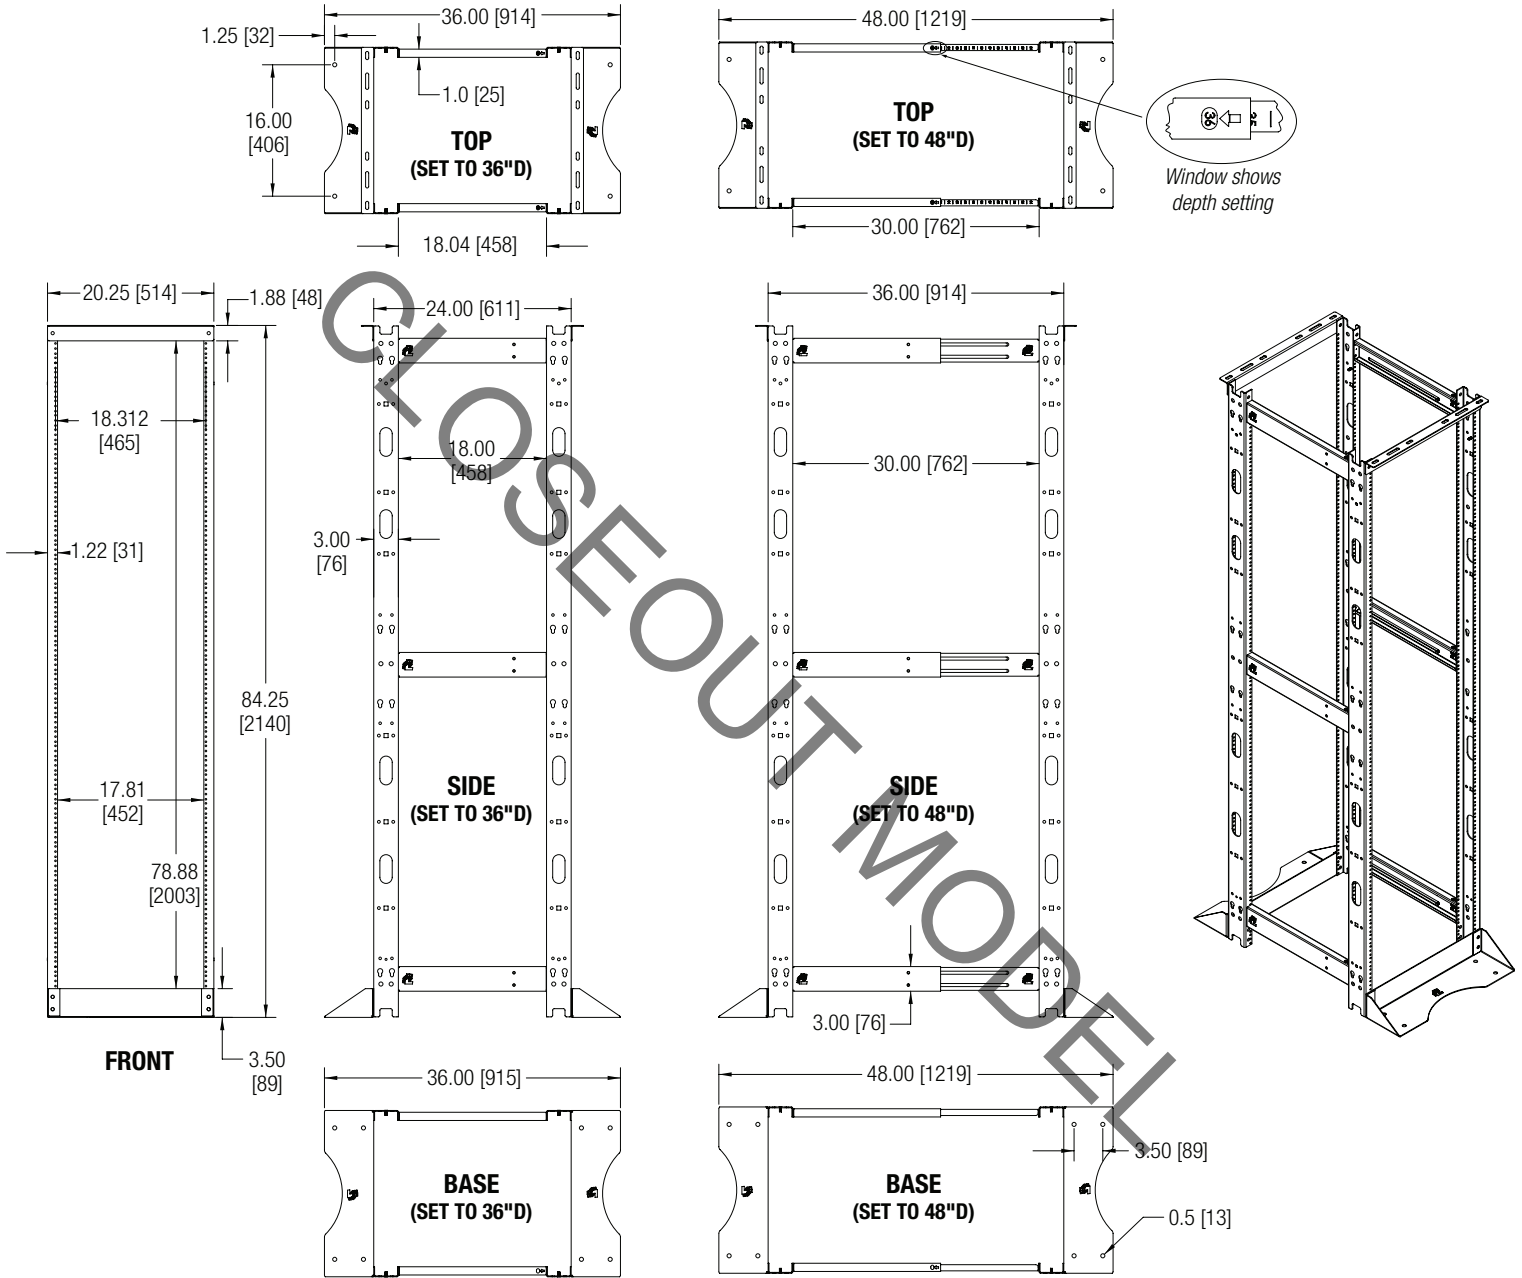 36.00 [914]
1.25 [32]
1.0 [25]
16.00
[406]
TOP
(SET TO 36"D)
18.04 [458]
48.00 [1219]
TOP
(SET TO 48"D)
30.00 [762]
36
Window shows
depth setting
20.25 [514]
1.88 [48]
18.312
[465]
1.22 [31]
84.25
[2140]
17.81
[452]
78.88
[2003]
3.50
[89]
FRONT
24.00 [611]
18.00
[458]
3.00
[76]
SIDE
(SET TO 36"D)
36.00 [914]
30.00 [762]
SIDE
(SET TO 48"D)
3.00 [76]
36.00 [915]
BASE
(SET TO 36"D)
48.00 [1219]
3.50 [89]
BASE
(SET TO 48"D)
0.5 [13]
CLOSEOUT MODEL